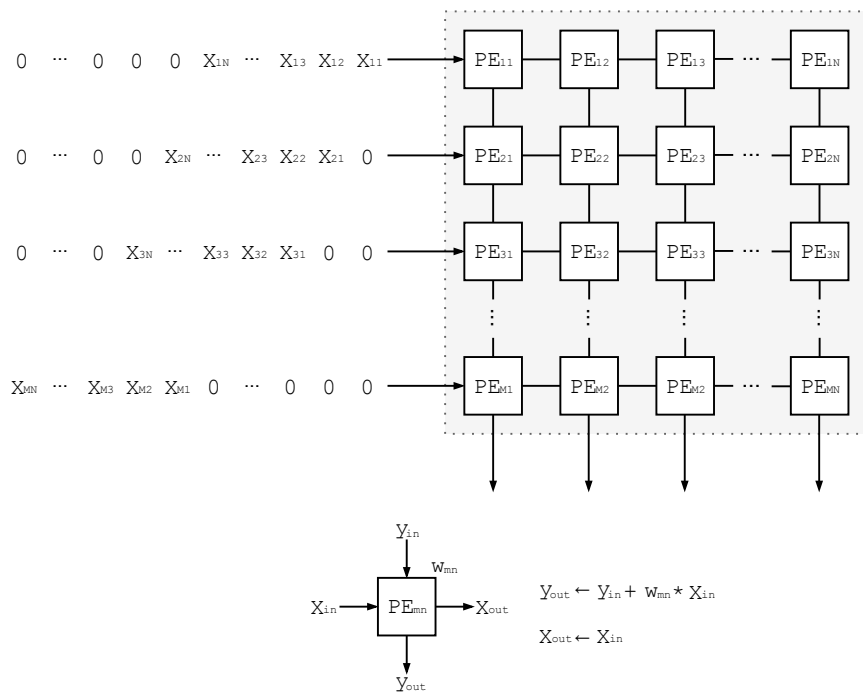 0 ... 0 0 0 X1N ... X13 X12 X11 PE11 PE12 PE13 ... PE1N
0 ... 0 0 X2N ... X23 X22 X21 0 PE21 PE22 PE23 ... PE2N
0 ... 0 X3N ... X33 X32 X31 0 0 PE31 PE32 PE33 ... PE3N
XMN ... XM3 XM2 XM1 0 ... 0 0 0 PEM1 PEM2 PEM2 ... PEMN
yin
wmn
Xin PEmn Xout
yout
yout ← yin + wmn * Xin
Xout ← Xin